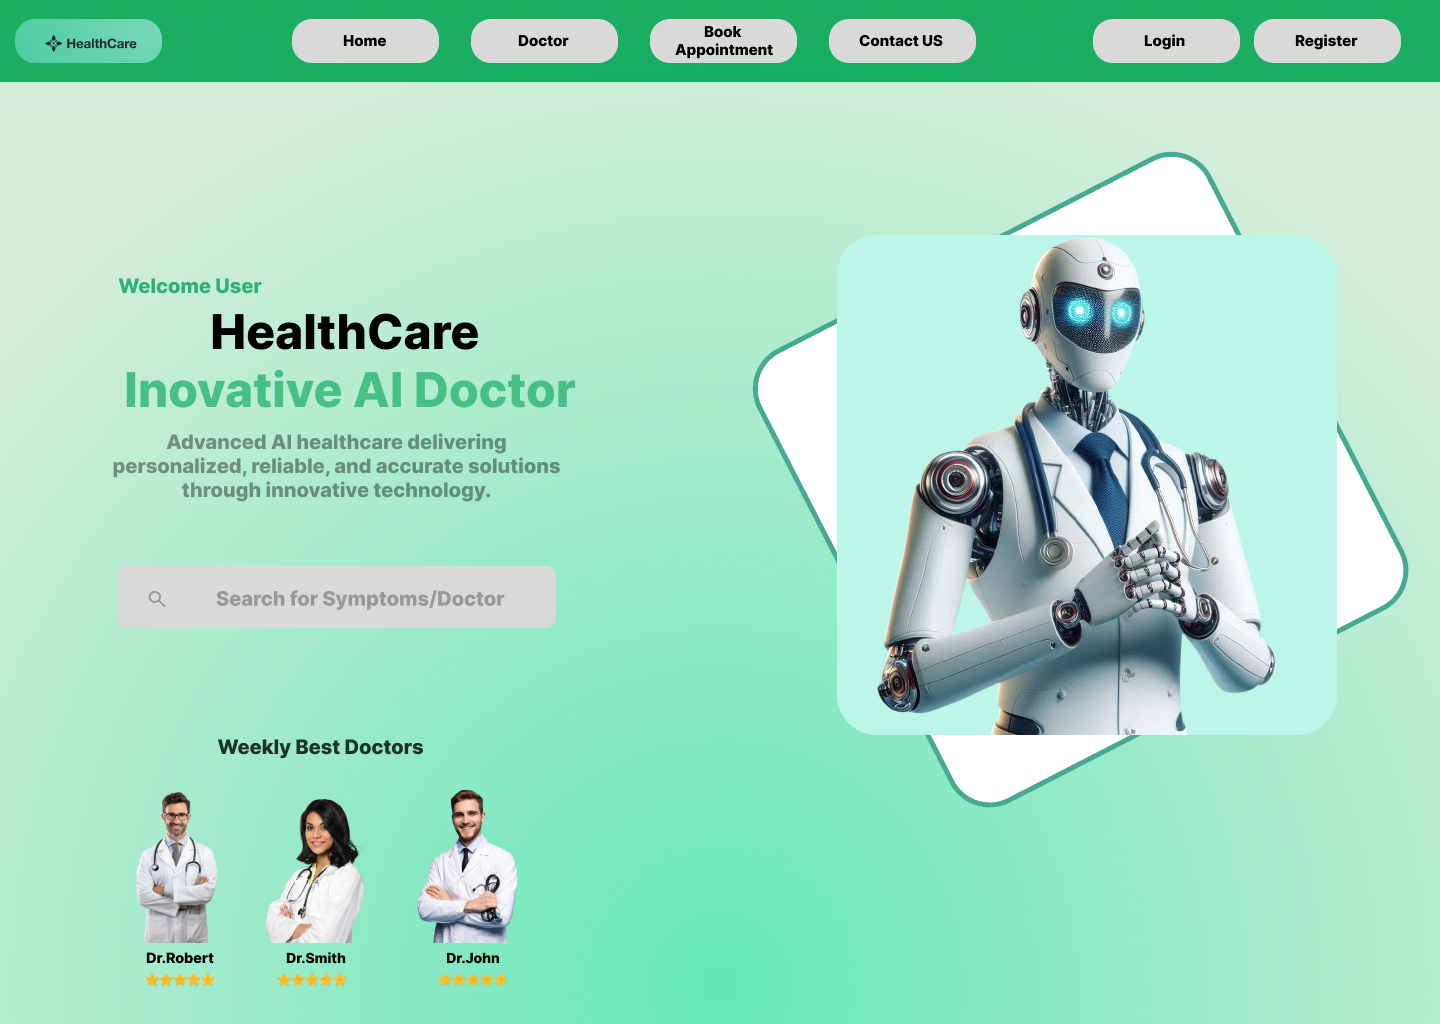 HealthCare
Home
Doctor
Book
Appointment
Contact US
Login
Register
Welcome User
HealthCare
Inovative AI Doctor
Advanced AI healthcare delivering
personalized, reliable, and accurate solutions
through innovative technology.
Search for Symptoms/Doctor
Weekly Best Doctors
Dr.Robert
Dr.Smith
Dr.John